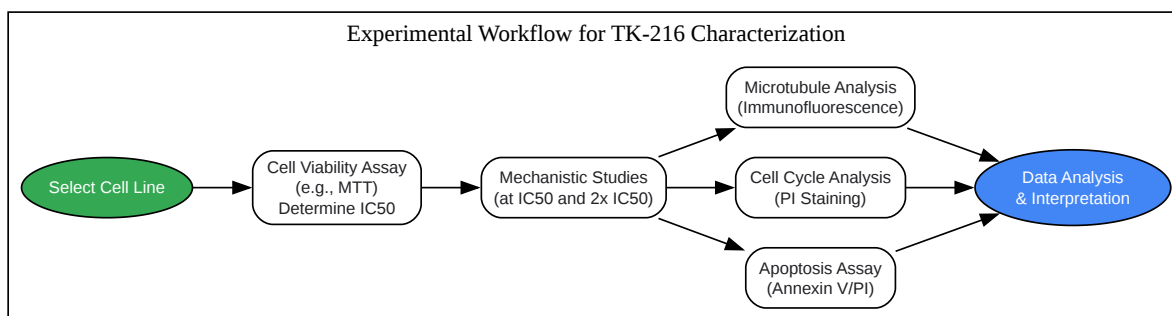 Experimental Workflow for TK-216 Characterization
Select Cell Line
Cell Viability Assay
(e.g., MTT)
Determine IC50
Mechanistic Studies
(at IC50 and 2x IC50)
Microtubule Analysis
(Immunofluorescence)
Cell Cycle Analysis
(PI Staining)
Apoptosis Assay
(Annexin V/PI)
Data Analysis
& Interpretation